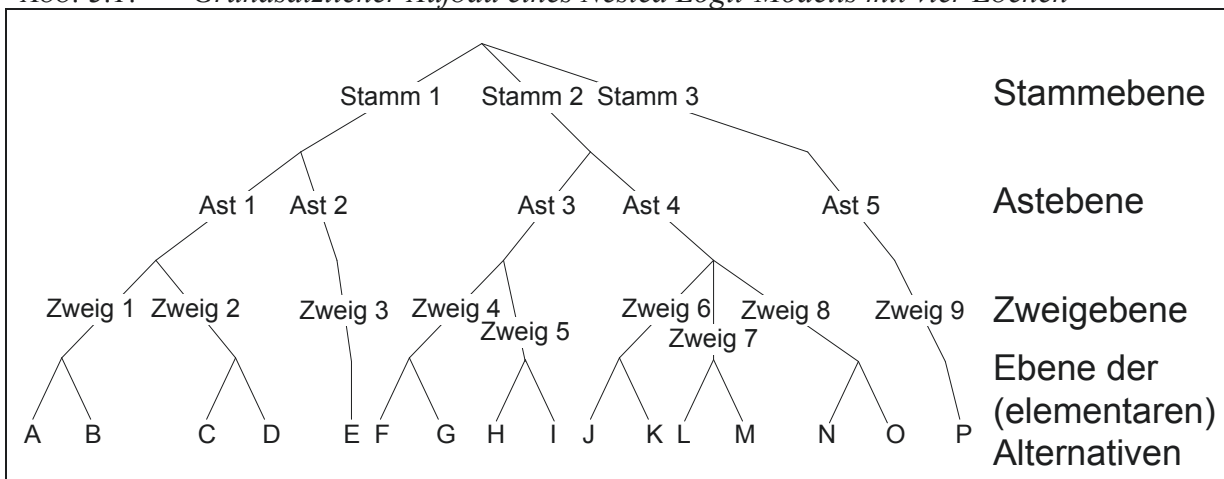 Abb. 3.1: Grundsätzlicher Aufbau eines Nested Logit-Modells mit vier Ebenen
Stamm 1 Stamm 2 Stamm 3 Stammebene
Ast 1 Ast 2 Ast 3 Ast 4 Ast 5 Astebene
Zweig 1 Zweig 2 Zweig 3 Zweig 4 Zweig 6 Zweig 8 Zweig 9 Zweigebene
Zweig 5 Zweig 7
Ebene der
(elementaren)
A B C D E F G H I J K L M N O P
Alternativen